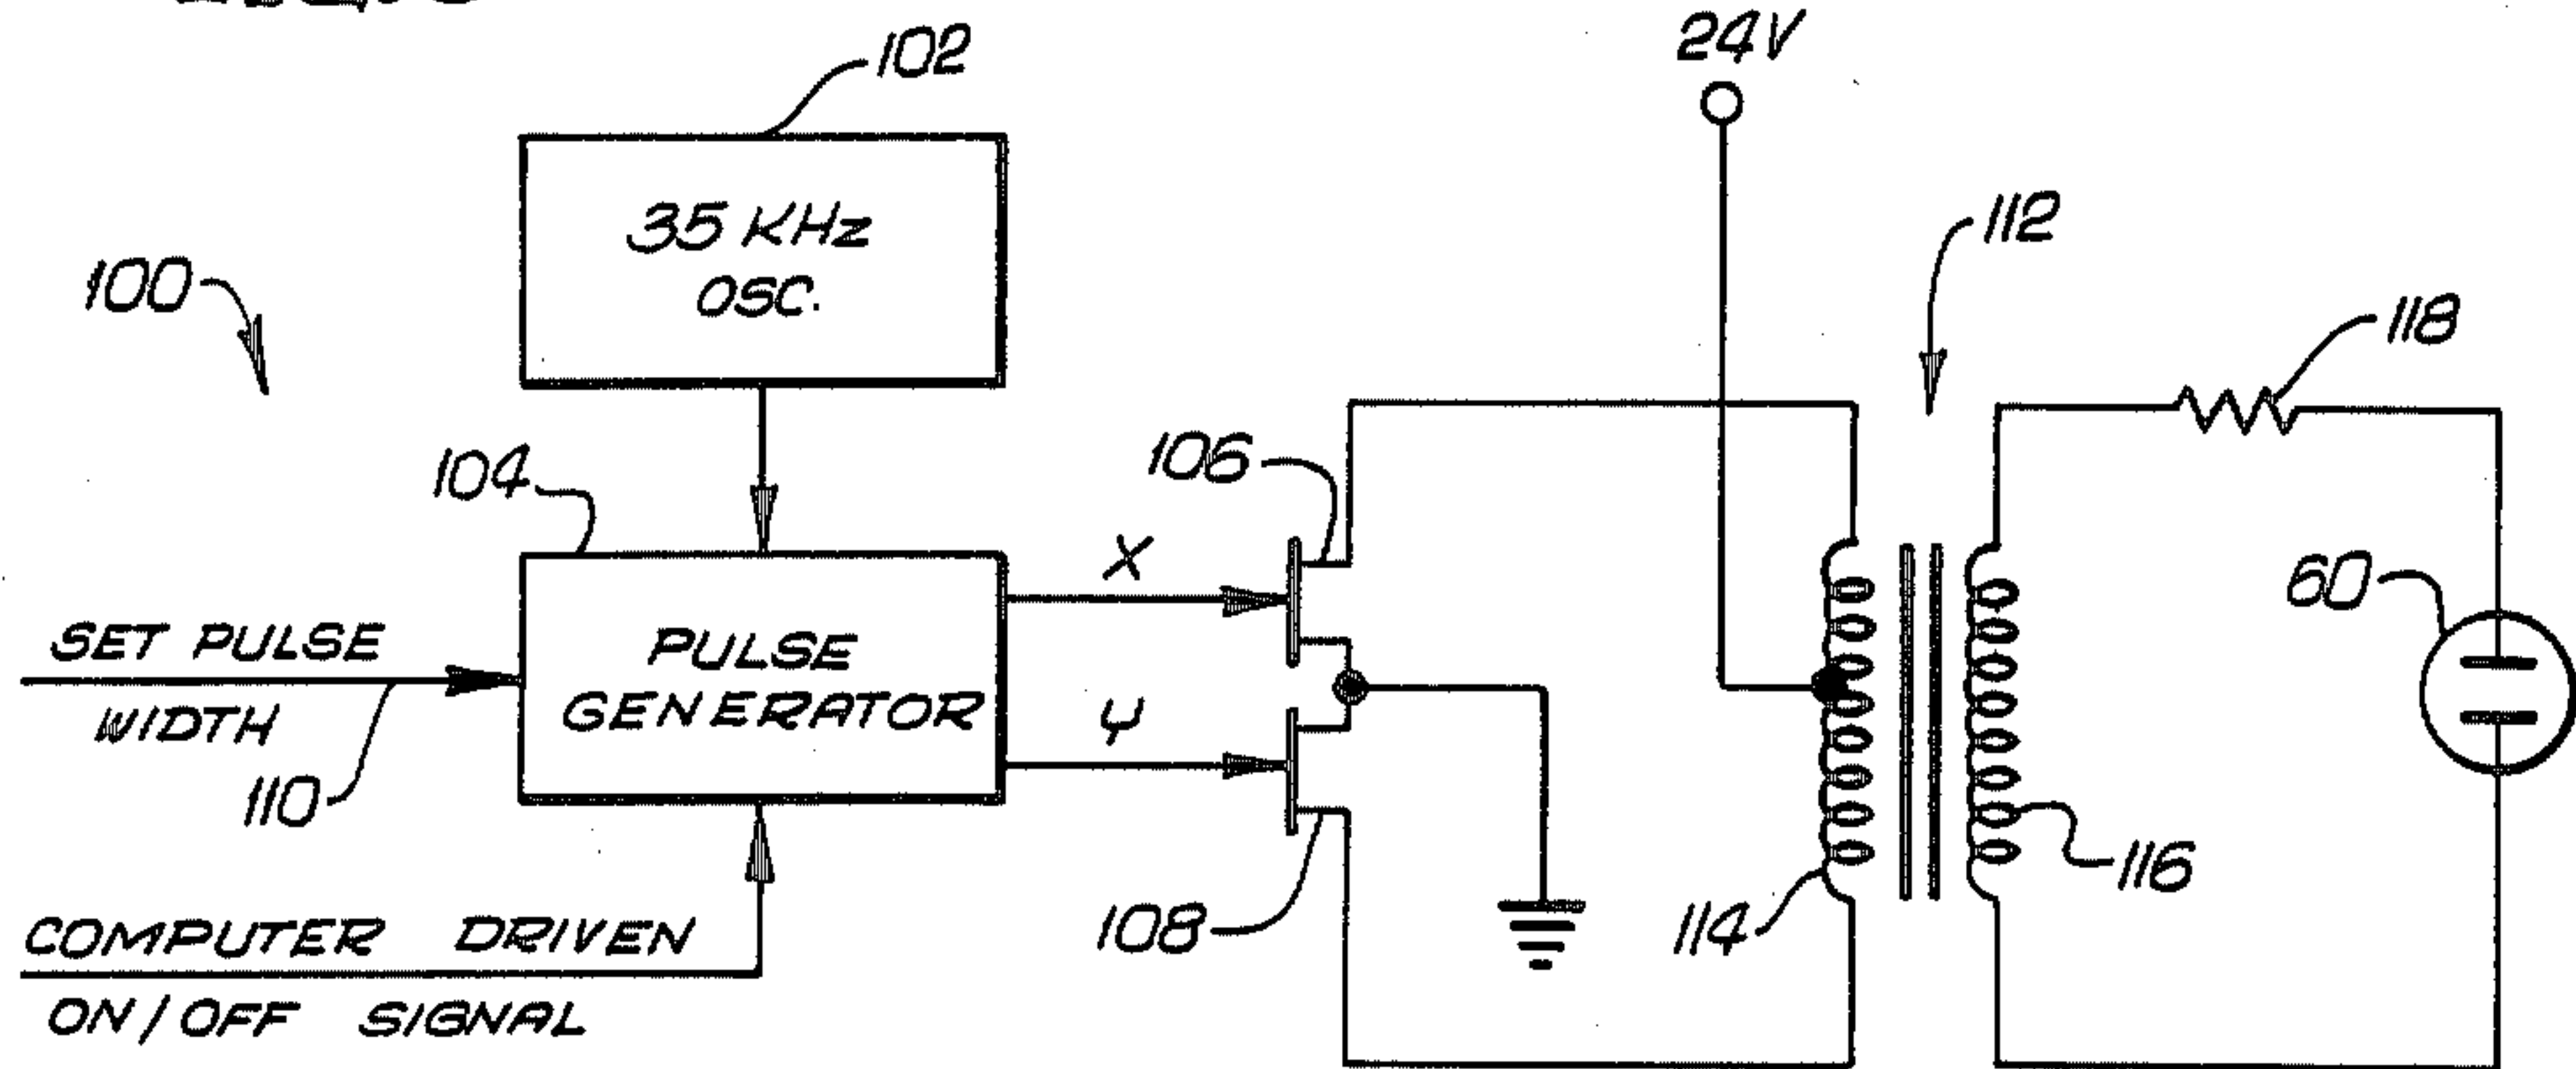 102
24V
35 KHz
OSC.
112
100
118
104
106
X
60
SET PULSE
WIDTH
PULSE
GENERATOR
Y
110
116
108
114
COMPUTER DRIVEN
ON/OFF SIGNAL